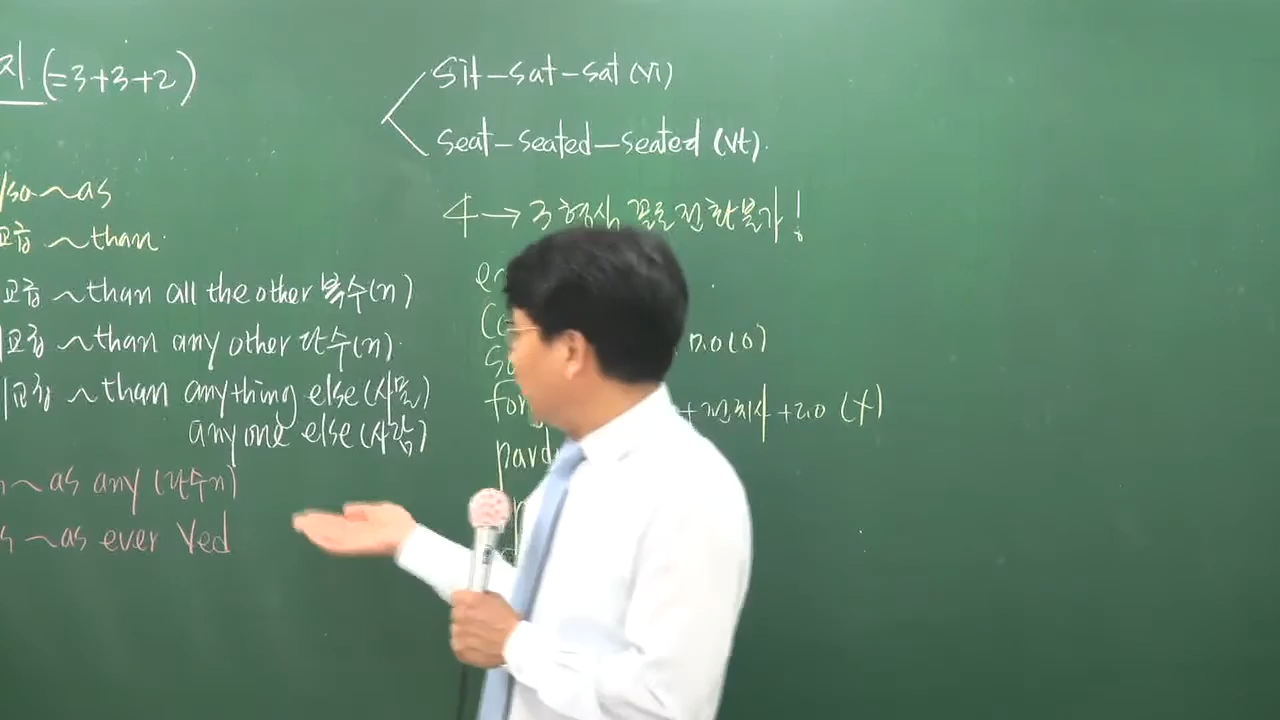 지 (=3+3+2)
/so ~as
교급 ~than
교급 ~than all the other 복수(n)
교급 ~than any other 단수(n)
교급 ~than anything else(사물)
anyone else(사람)
~as any (단수n)
~as ever Ved
sit-sat-sat (vi)
seat-seated-seated (vt).
4→3형식 꼴로 전환불가!
D.O(O)
for
+전치사+I.O (X)
pard